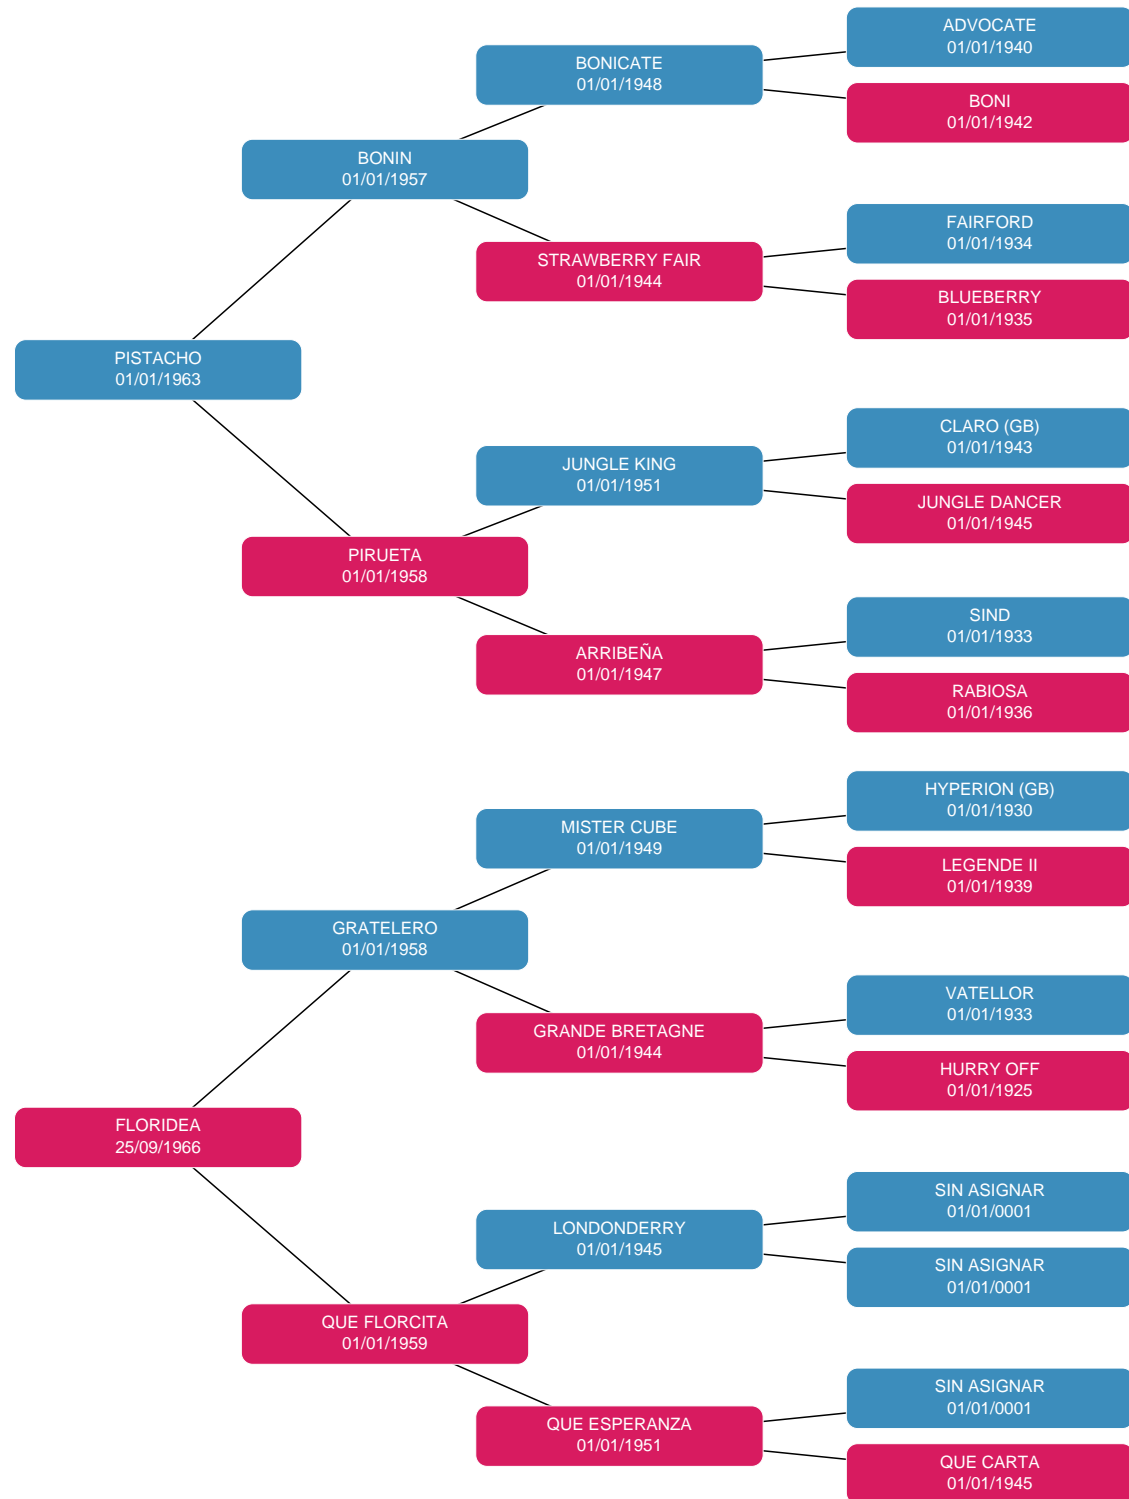 ADVOCATE
01/01/1940
BONICATE
01/01/1948
BONI
01/01/1942
BONIN
01/01/1957
FAIRFORD
01/01/1934
STRAWBERRY FAIR
01/01/1944
BLUEBERRY
01/01/1935
PISTACHO
01/01/1963
CLARO (GB)
01/01/1943
JUNGLE KING
01/01/1951
JUNGLE DANCER
01/01/1945
PIRUETA
01/01/1958
SIND
01/01/1933
ARRIBEÑA
01/01/1947
RABIOSA
01/01/1936
HYPERION (GB)
01/01/1930
MISTER CUBE
01/01/1949
LEGENDE II
01/01/1939
GRATELERO
01/01/1958
VATELLOR
01/01/1933
GRANDE BRETAGNE
01/01/1944
HURRY OFF
01/01/1925
FLORIDEA
25/09/1966
SIN ASIGNAR
01/01/0001
LONDONDERRY
01/01/1945
SIN ASIGNAR
01/01/0001
QUE FLORCITA
01/01/1959
SIN ASIGNAR
01/01/0001
QUE ESPERANZA
01/01/1951
QUE CARTA
01/01/1945